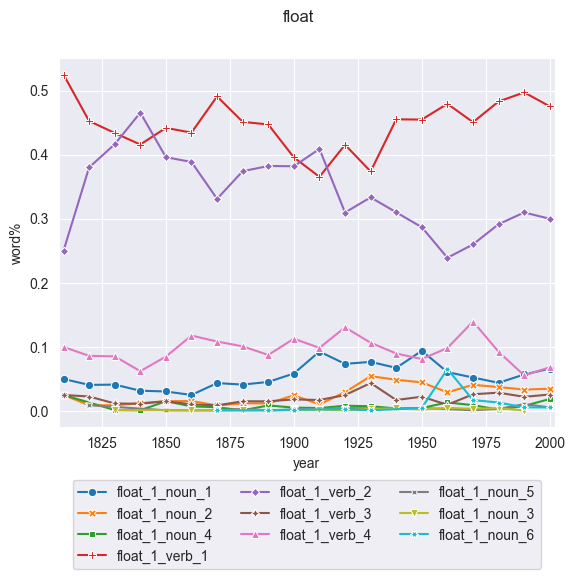 float
0.5
0.4
0.3
0.2
0.1
0.0
word%
1825 1850 1875 1900 1925 1950 1975 2000
year
float_1_noun_1 float_1_verb_2 float_1_noun_5
float_1_noun_2 float_1_verb_3 float_1_noun_3
float_1_noun_4 float_1_verb_4 float_1_noun_6
float_1_verb_1